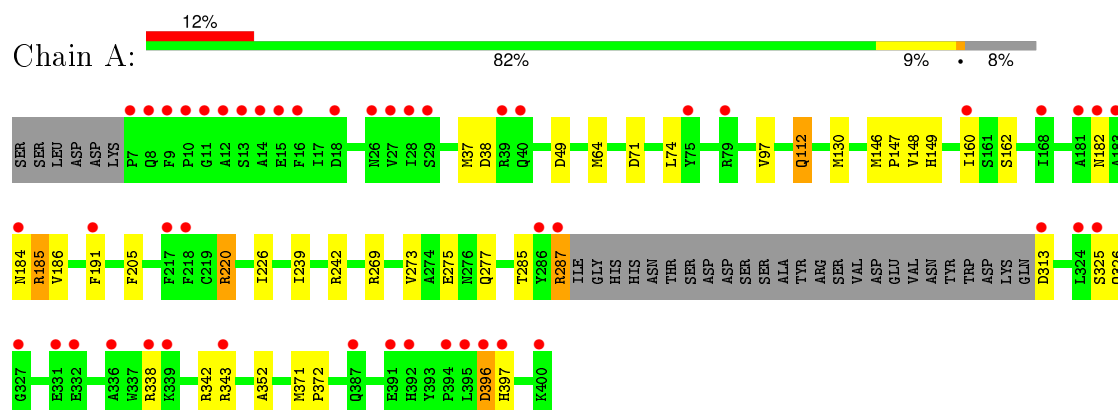 12%
Chain A:
82% 9% • 8%
SER SER LEU ASP ASP LYS P7 Q8 F9 P10 G11 A12 S13 A14 E15 F16 I17 D18 N26 V27 I28 S29 M37 D38 R39 Q40 D49 M64 D71 L74 Y75 R79 V97 Q112 M130 M146 P147 V148 H149 I160 S161 S162 I168 A181 N182 A183
N184 R185 V186 F191 F205 F217 F218 C219 R220 I226 I239 R242 R269 V273 A274 E275 N276 Q277 T285 Y286 R287 ILE GLY HIS HIS ASN THR SER ASP ASP SER SER ALA TYR ARG SER VAL ASP GLU VAL ASN TYR TRP ASP LYS GLN D313 L324 S325 Q326
G327 E331 E332 A336 W337 R338 K339 R342 R343 A352 M371 P372 Q387 E391 H392 Y393 P394 L395 D396 H397 K400